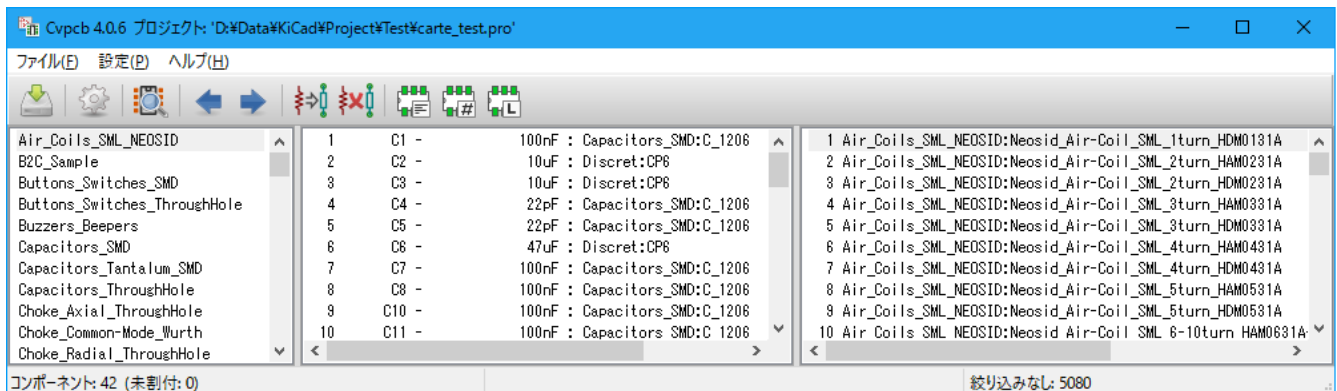 Cvpcb 4.0.6 プロジェクト: 'D:¥Data¥KiCad¥Project¥Test¥carte_test.pro'
ファイル(F) 設定(P) ヘルプ(H)
Air_Coils_SML_NEOSID
B2C_Sample
Buttons_Switches_SMD
Buttons_Switches_ThroughHole
Buzzers_Beepers
Capacitors_SMD
Capacitors_Tantalum_SMD
Capacitors_ThroughHole
Choke_Axial_ThroughHole
Choke_Common-Mode_Wurth
Choke_Radial_ThroughHole
1 C1 - 100nF : Capacitors_SMD:C_1206
2 C2 - 10uF : Discret:CP6
3 C3 - 10uF : Discret:CP6
4 C4 - 22pF : Capacitors_SMD:C_1206
5 C5 - 22pF : Capacitors_SMD:C_1206
6 C6 - 47uF : Discret:CP6
7 C7 - 100nF : Capacitors_SMD:C_1206
8 C8 - 100nF : Capacitors_SMD:C_1206
9 C10 - 100nF : Capacitors_SMD:C_1206
10 C11 - 100nF : Capacitors_SMD:C_1206
1 Air_Coils_SML_NEOSID:Neosid_Air-Coil_SML_1turn_HDM0131A
2 Air_Coils_SML_NEOSID:Neosid_Air-Coil_SML_2turn_HAM0231A
3 Air_Coils_SML_NEOSID:Neosid_Air-Coil_SML_2turn_HDM0231A
4 Air_Coils_SML_NEOSID:Neosid_Air-Coil_SML_3turn_HAM0331A
5 Air_Coils_SML_NEOSID:Neosid_Air-Coil_SML_3turn_HDM0331A
6 Air_Coils_SML_NEOSID:Neosid_Air-Coil_SML_4turn_HAM0431A
7 Air_Coils_SML_NEOSID:Neosid_Air-Coil_SML_4turn_HDM0431A
8 Air_Coils_SML_NEOSID:Neosid_Air-Coil_SML_5turn_HAM0531A
9 Air_Coils_SML_NEOSID:Neosid_Air-Coil_SML_5turn_HDM0531A
10 Air_Coils_SML_NEOSID:Neosid_Air-Coil_SML_6-10turn_HAM0631A-
コンポーネント: 42 (未割付: 0)
絞り込みなし: 5080